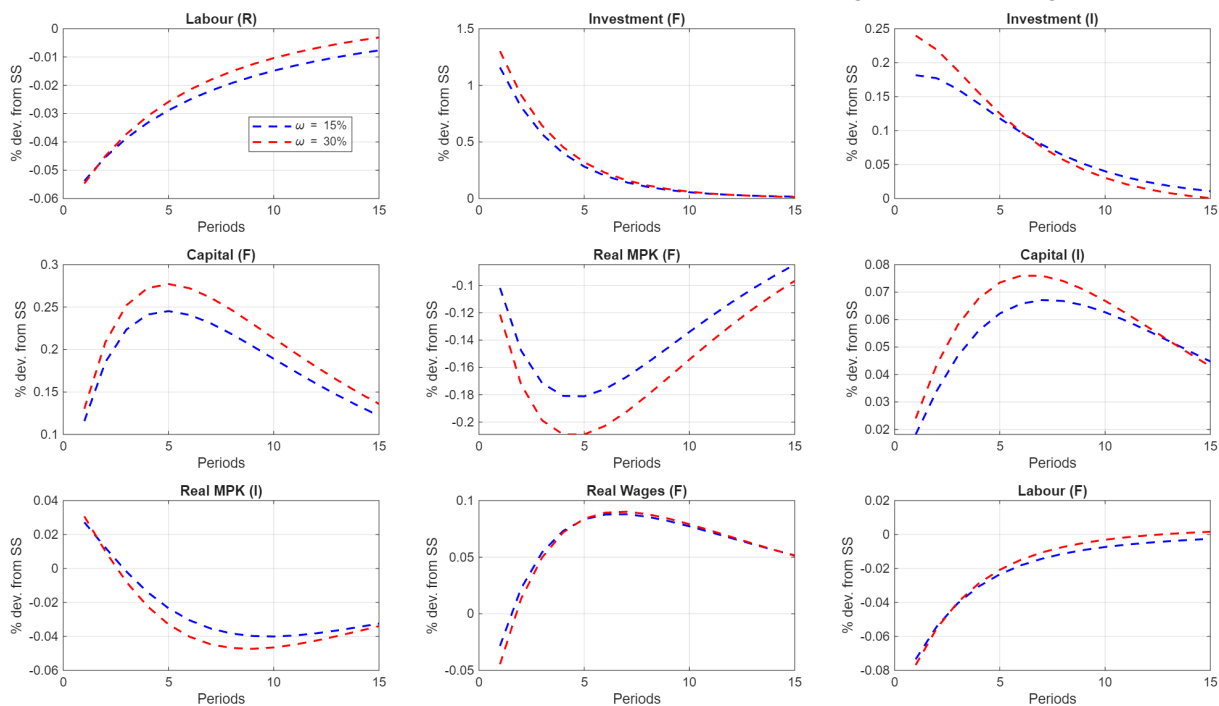 Labour (R)
0
-0.01
-0.02
-0.03
-0.04
-0.05
-0.06
% dev. from SS
0 5 10 15
Periods
ω = 15%
ω = 30%
Investment (F)
1.5
1
0.5
0
% dev. from SS
0 5 10 15
Periods
Investment (I)
0.25
0.2
0.15
0.1
0.05
0
% dev. from SS
0 5 10 15
Periods
Capital (F)
0.3
0.25
0.2
0.15
0.1
% dev. from SS
0 5 10 15
Periods
Real MPK (F)
-0.1
-0.12
-0.14
-0.16
-0.18
-0.2
% dev. from SS
0 5 10 15
Periods
Capital (I)
0.08
0.07
0.06
0.05
0.04
0.03
0.02
% dev. from SS
0 5 10 15
Periods
Real MPK (I)
0.04
0.02
0
-0.02
-0.04
-0.06
% dev. from SS
0 5 10 15
Periods
Real Wages (F)
0.1
0.05
0
-0.05
% dev. from SS
0 5 10 15
Periods
Labour (F)
0.02
0
-0.02
-0.04
-0.06
-0.08
% dev. from SS
0 5 10 15
Periods